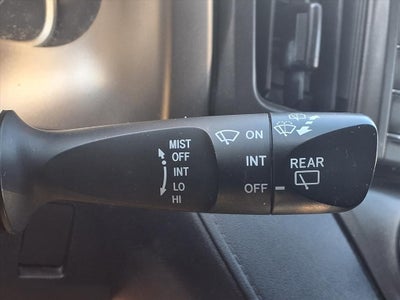 MIST
OFF
INT
LO
HI
ON
INT
OFF
REAR